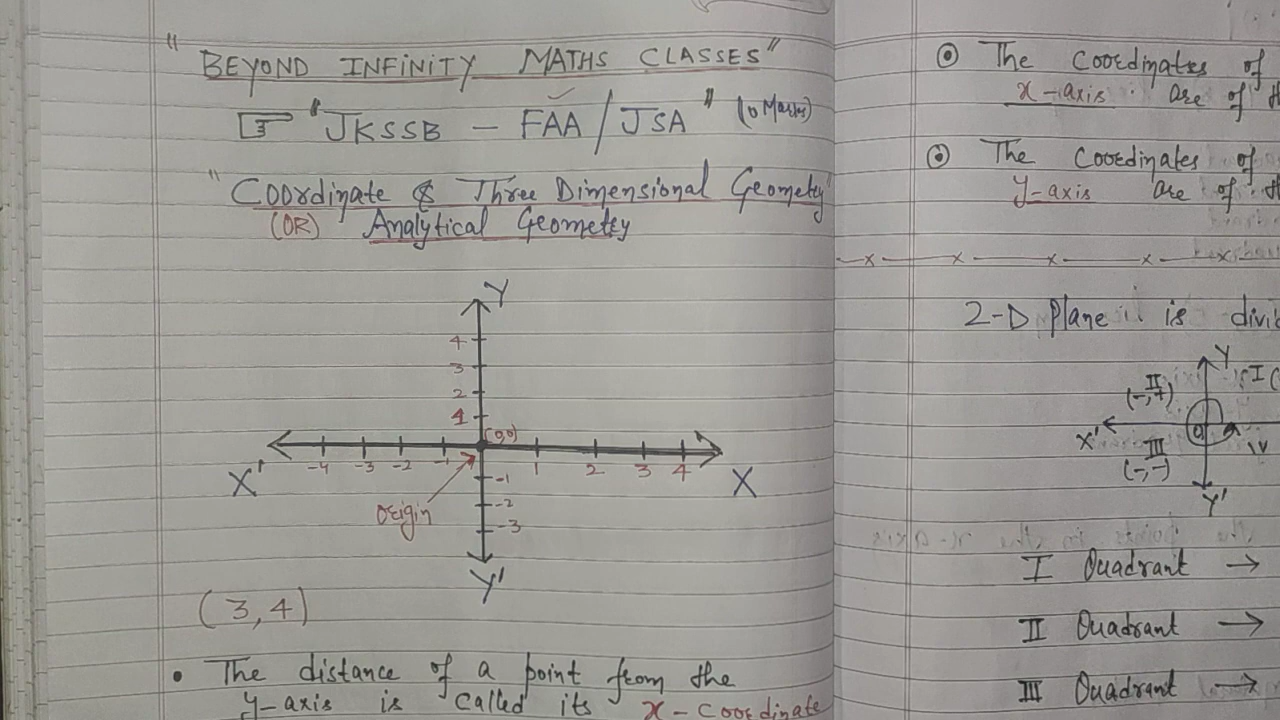 "BEYOND INFINITY MATHS CLASSES"
☞ "JKSSB - FAA/JSA" (10 Marks)
"Coordinate & Three Dimensional Geometry"
(OR) Analytical Geometry
Y
4
3
2
1
(0,0)
-4 -3 -2 -1 1 2 3 4
X' X
-1
origin
-2
-3
Y'
(3,4)
• The distance of a point from the
y-axis is called its x-coordinate
⊙ The coordinates of
x-axis are of
⊙ The coordinates of
y-axis are of
—x——x——x——x——x
2-D Plane is
Y
II I
(-,+)
X' O
III IV
(-,-)
Y'
I Quadrant →
II Quadrant →
III Quadrant →